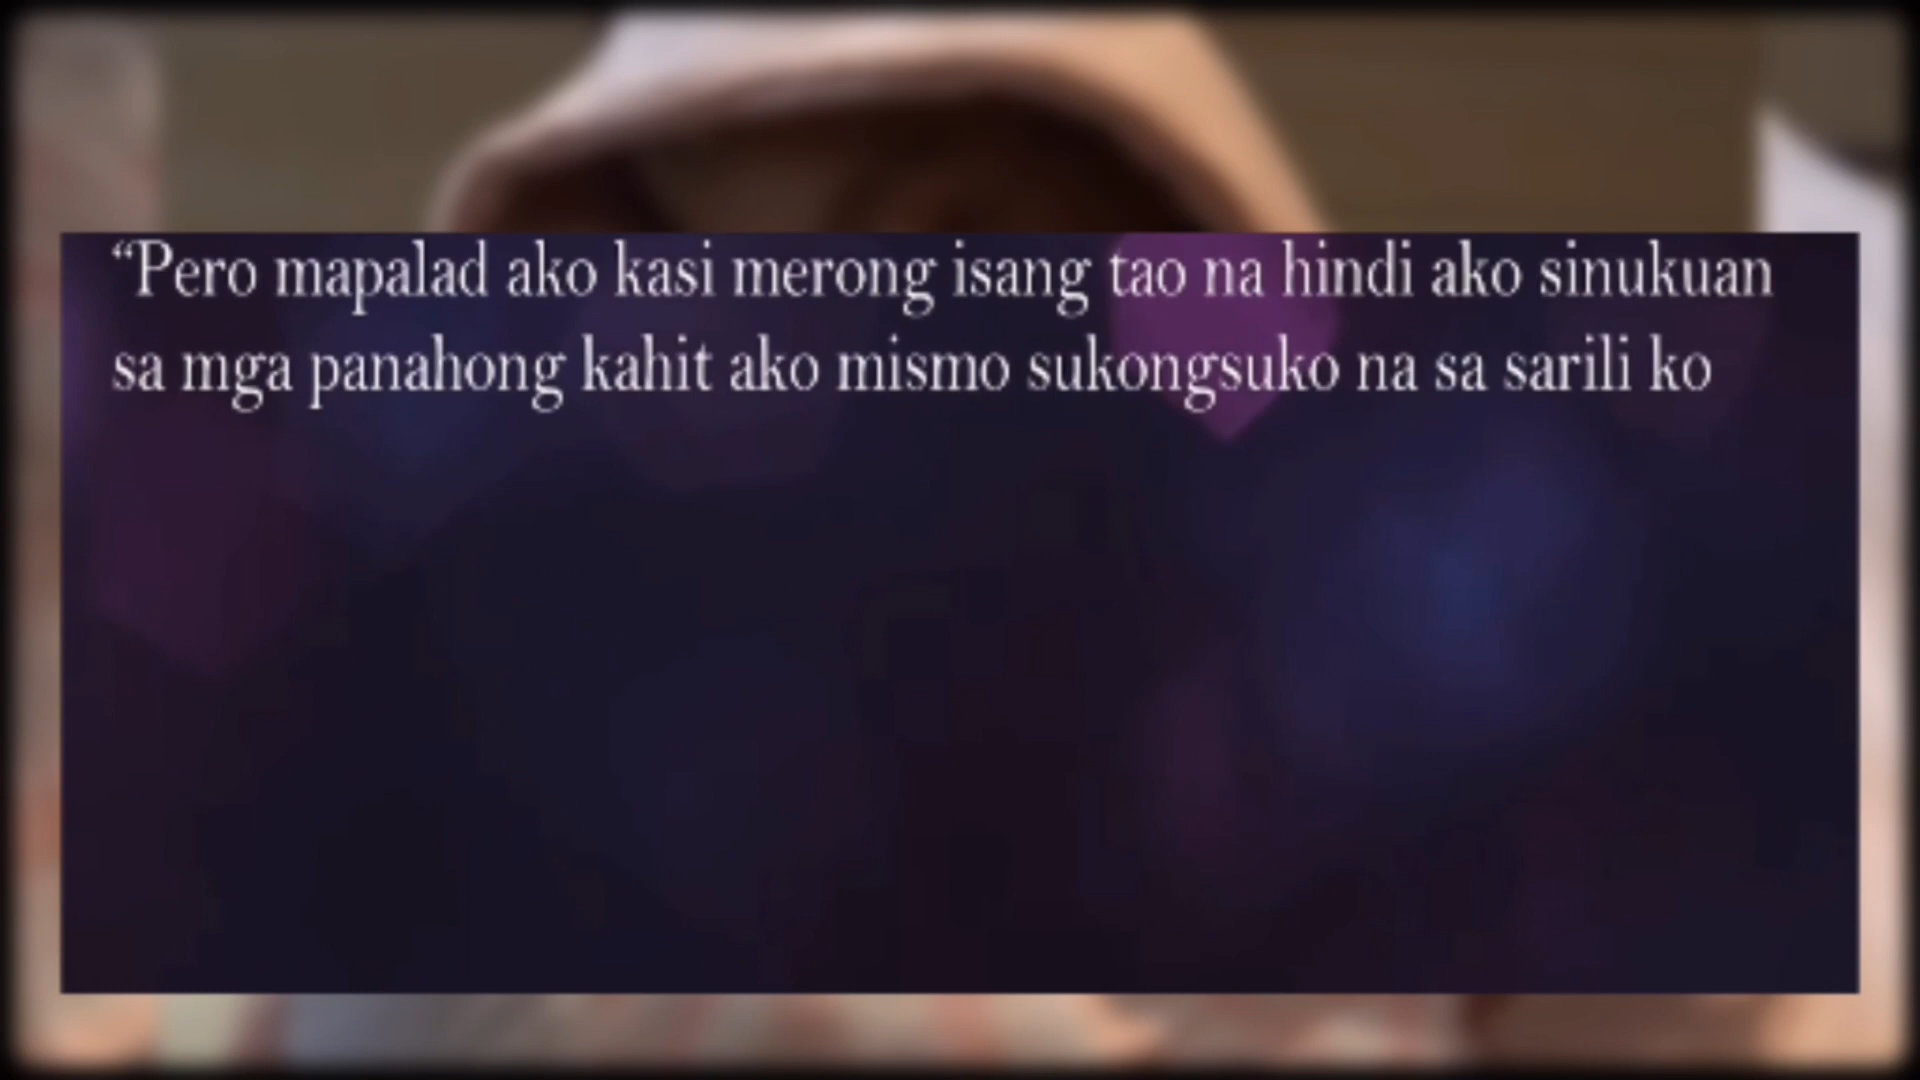 “Pero mapalad ako kasi merong isang tao na hindi ako sinukuan
sa mga panahong kahit ako mismo sukongsuko na sa sarili ko